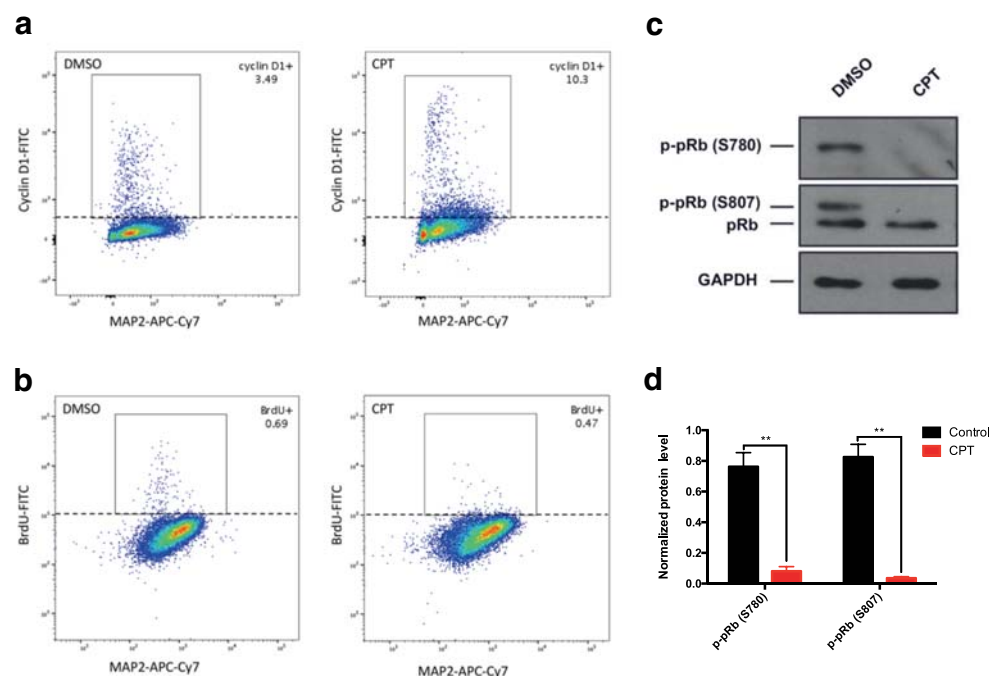 a
DMSO
cyclin D1+
3.49
Cyclin D1-FITC
MAP2-APC-Cy7
CPT
cyclin D1+
10.3
MAP2-APC-Cy7
b
DMSO
BrdU+
0.69
BrdU-FITC
MAP2-APC-Cy7
CPT
BrdU+
0.47
BrdU-FITC
MAP2-APC-Cy7
c
DMSO
CPT
p-pRb (S780)
p-pRb (S807)
pRb
GAPDH
d
Normalized protein level
1.0
0.8
0.6
0.4
0.2
0.0
**
**
p-pRb (S780)
p-pRb (S807)
Control
CPT